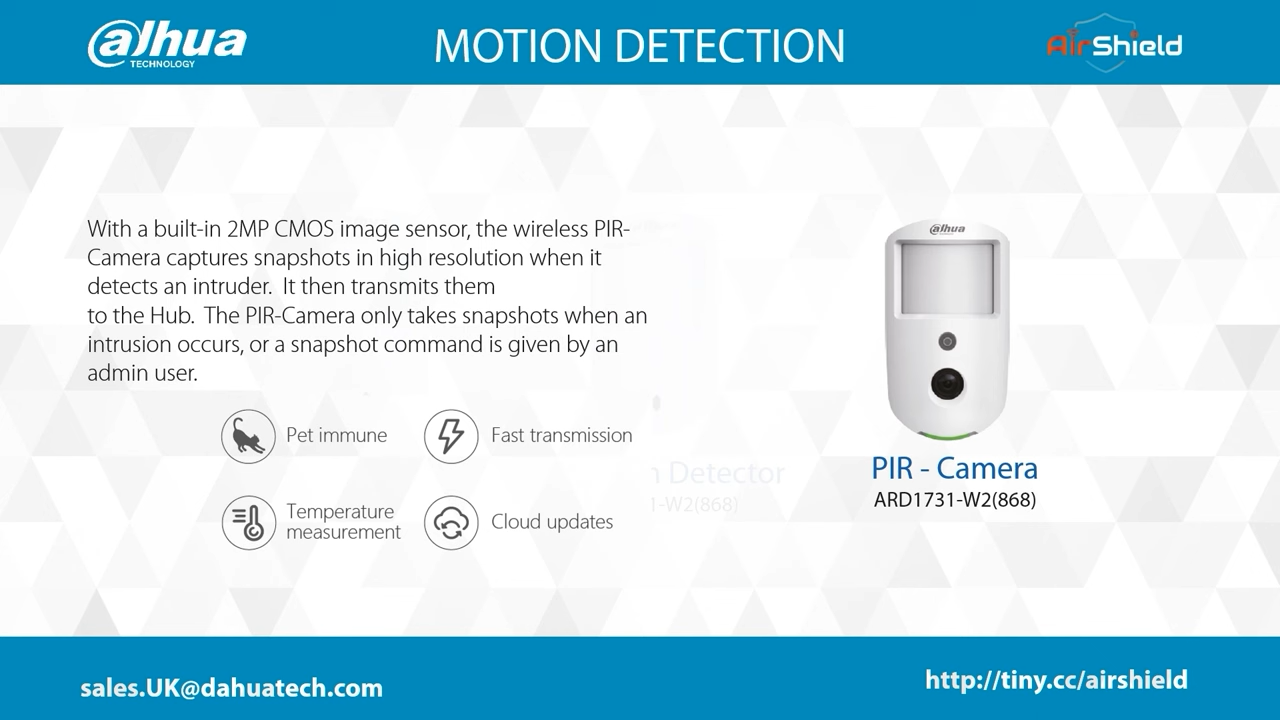 alhua
TECHNOLOGY
MOTION DETECTION
AirShield
With a built-in 2MP CMOS image sensor, the wireless PIR-
Camera captures snapshots in high resolution when it
detects an intruder. It then transmits them
to the Hub. The PIR-Camera only takes snapshots when an
intrusion occurs, or a snapshot command is given by an
admin user.
Pet immune
Fast transmission
Temperature
measurement
Cloud updates
alhua
Detector
-W2(868)
PIR - Camera
ARD1731-W2(868)
sales.UK@dahuatech.com
http://tiny.cc/airshield